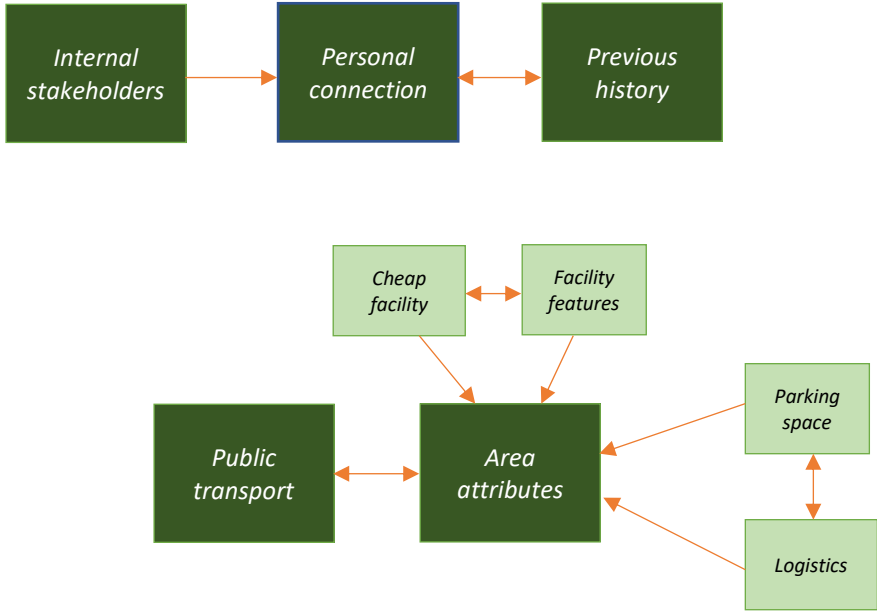 Internal
stakeholders
Personal
connection
Previous
history
Cheap
facility
Facility
features
Parking
space
Public
transport
Area
attributes
Logistics